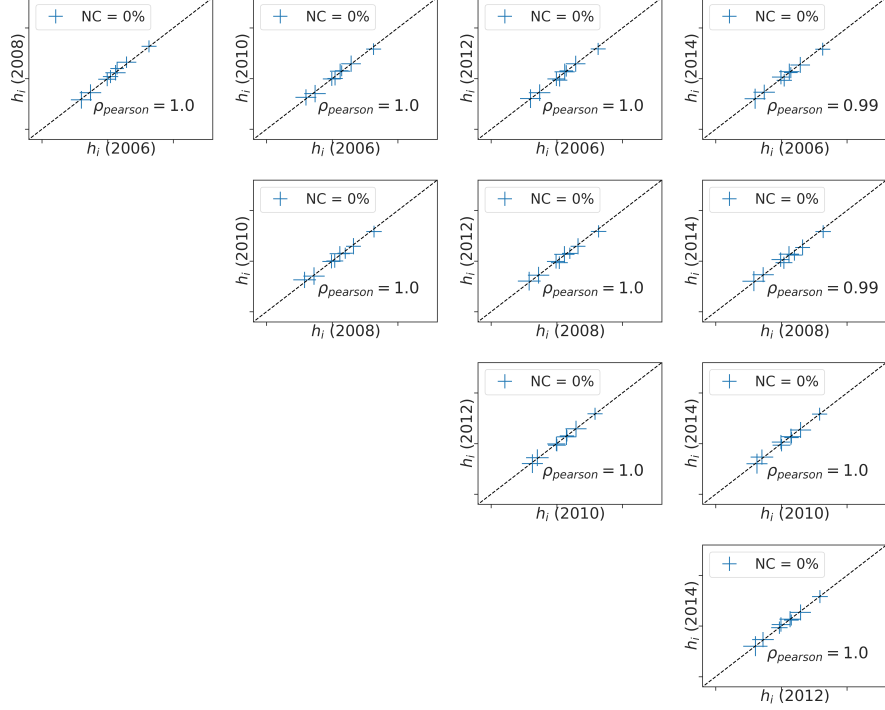 NC = 0%
h_i (2008)
ρ_pearson = 1.0
h_i (2006)
NC = 0%
h_i (2010)
ρ_pearson = 1.0
h_i (2006)
NC = 0%
h_i (2012)
ρ_pearson = 1.0
h_i (2006)
NC = 0%
h_i (2014)
ρ_pearson = 0.99
h_i (2006)
NC = 0%
h_i (2010)
ρ_pearson = 1.0
h_i (2008)
NC = 0%
h_i (2012)
ρ_pearson = 1.0
h_i (2008)
NC = 0%
h_i (2014)
ρ_pearson = 0.99
h_i (2008)
NC = 0%
h_i (2012)
ρ_pearson = 1.0
h_i (2010)
NC = 0%
h_i (2014)
ρ_pearson = 1.0
h_i (2010)
NC = 0%
h_i (2014)
ρ_pearson = 1.0
h_i (2012)